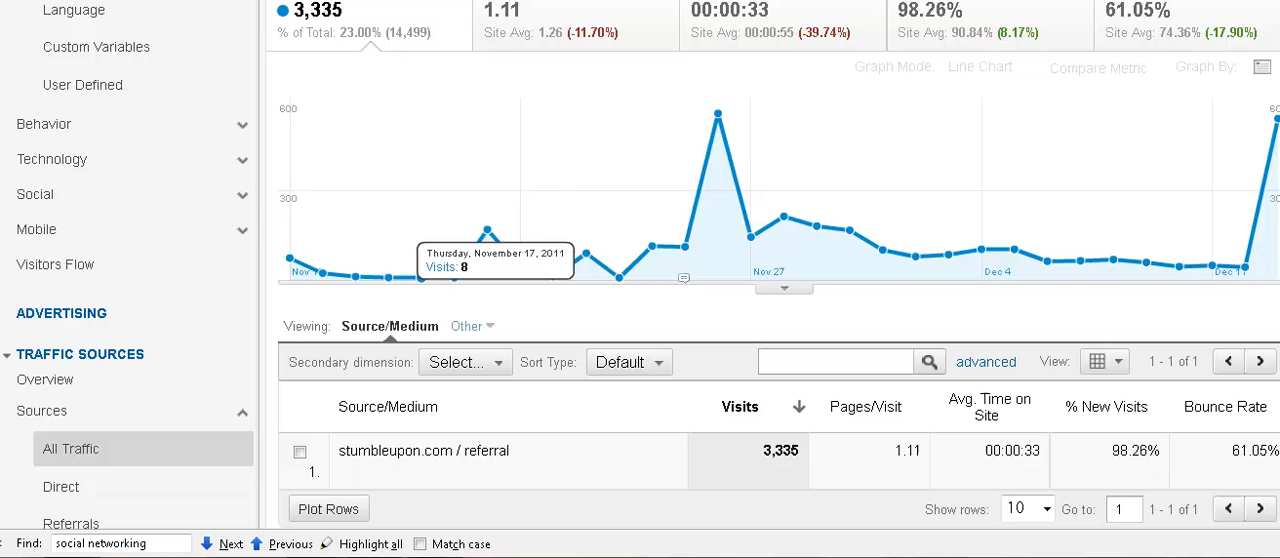 Language
Custom Variables
User Defined
Behavior
Technology
Social
Mobile
Visitors Flow
ADVERTISING
TRAFFIC SOURCES
Overview
Sources
All Traffic
Direct
Referrals
3,335 1.11 00:00:33 98.26% 61.05%
% of Total: 23.00% (14,499) Site Avg: 1.26 (-11.70%) Site Avg: 00:00:55 (-39.74%) Site Avg: 90.84% (8.17%) Site Avg: 74.36% (-17.90%)
Graph Mode: Line Chart Compare Metric Graph By:
600
300
Thursday, November 17, 2011
Visits: 8
Nov 27 Dec 4
Viewing: Source/Medium Other
Secondary dimension: Select... Sort Type: Default advanced View: 1 - 1 of 1
Source/Medium Visits Pages/Visit Avg. Time on Site % New Visits Bounce Rate
stumbleupon.com / referral 3,335 1.11 00:00:33 98.26% 61.05%
1.
Plot Rows Show rows: 10 Go to: 1 1 - 1 of 1
Find: social networking Next Previous Highlight all Match case